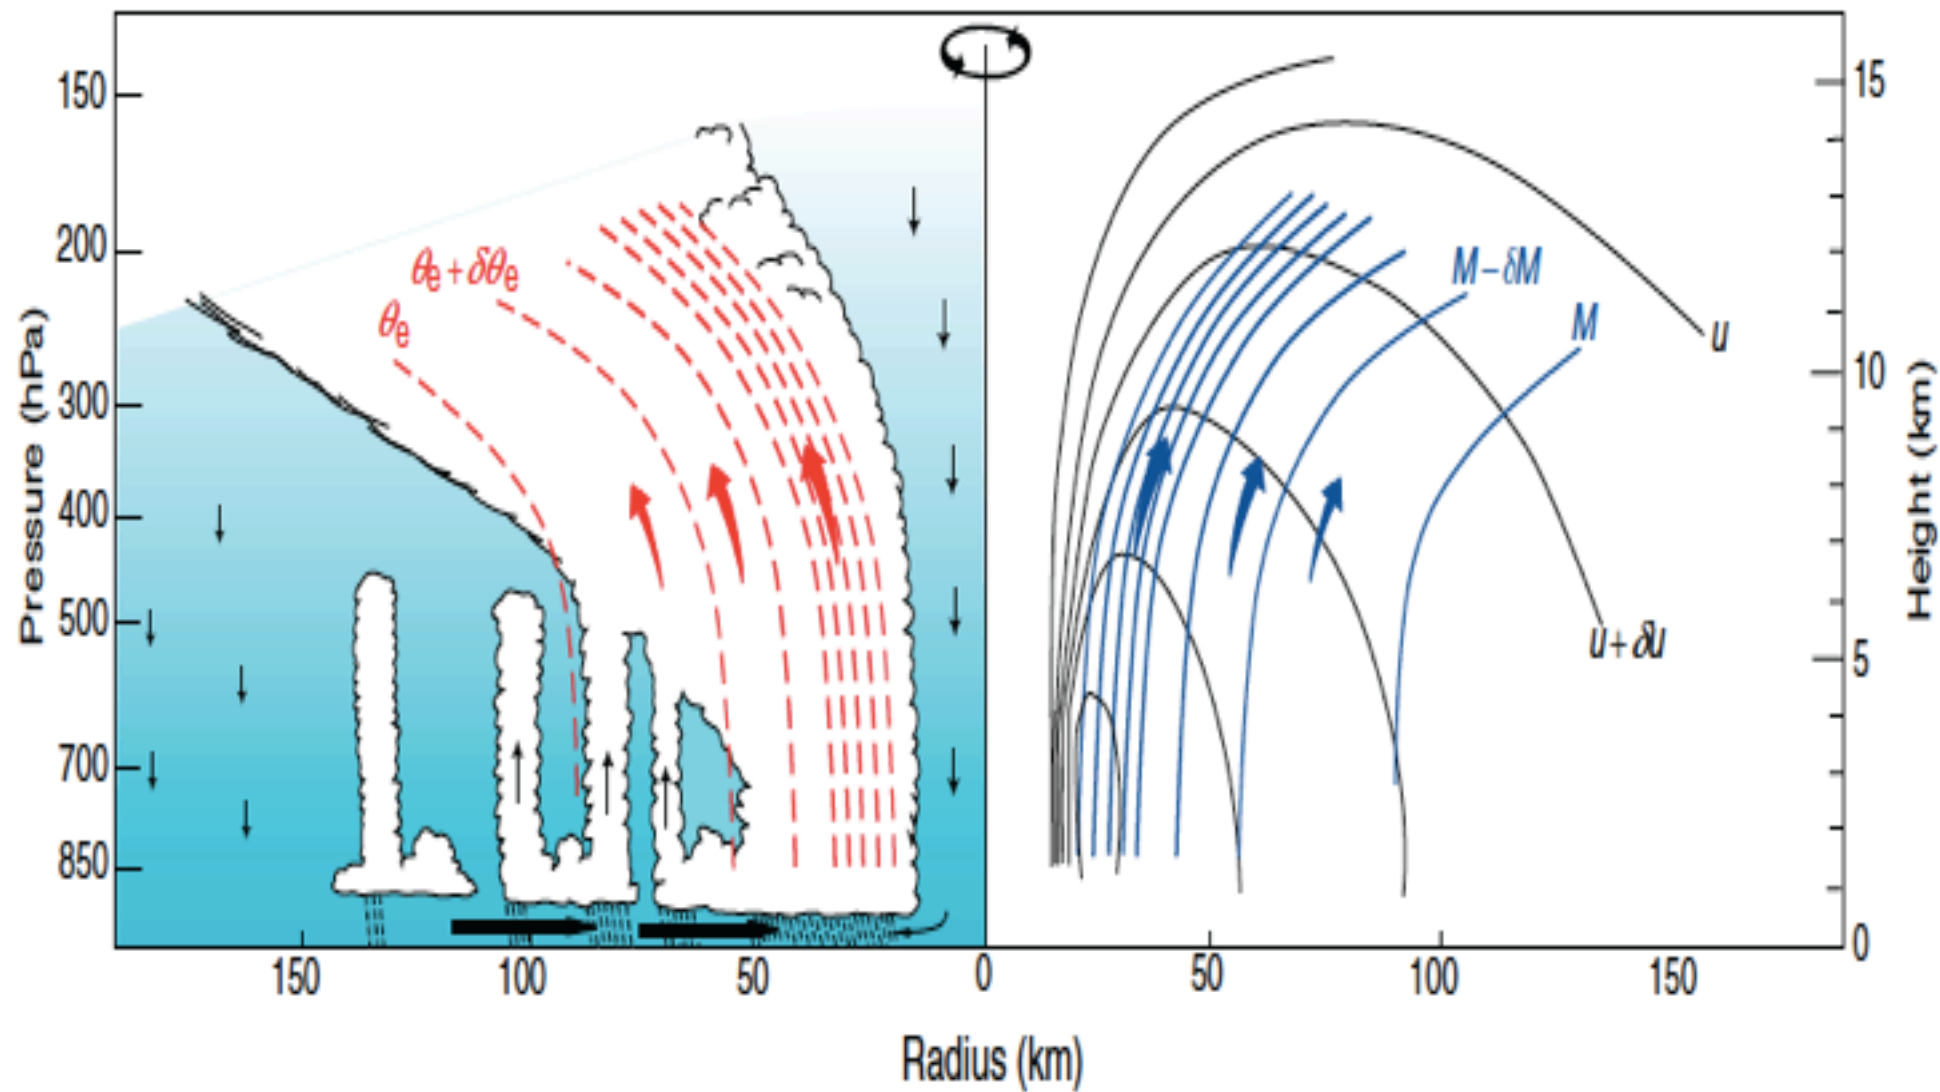 Pressure (hPa)
150
200
300
400
500
700
850
θe
θe + δθe
M – δM
M
u
u + δu
15
10
5
0
Height (km)
150
100
50
0
50
100
150
Radius (km)